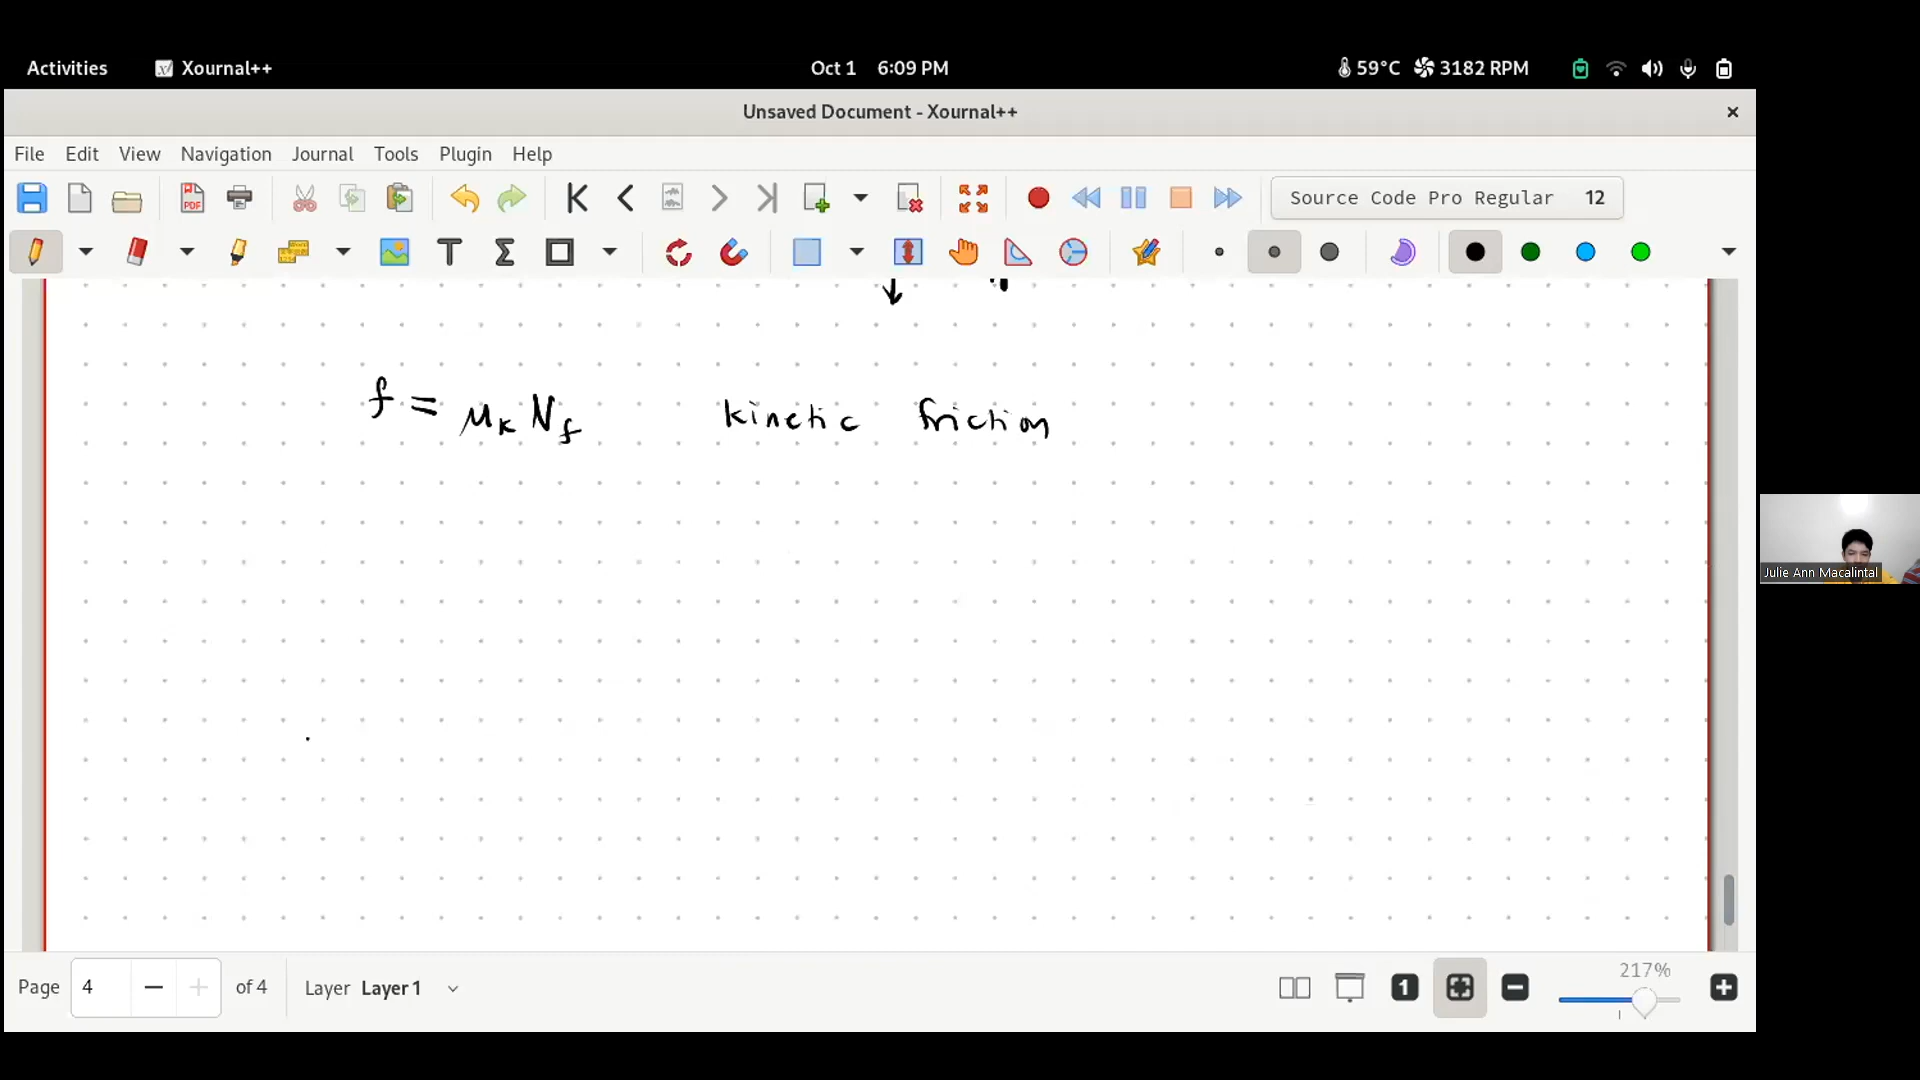 Activities Xournal++ Oct 1 6:09 PM 59°C 3182 RPM
Unsaved Document - Xournal++
File Edit View Navigation Journal Tools Plugin Help
PDF Source Code Pro Regular 12
f = μk Nf kinetic friction
Julie Ann Macalintal
217%
Page 4 of 4 Layer Layer 1 1